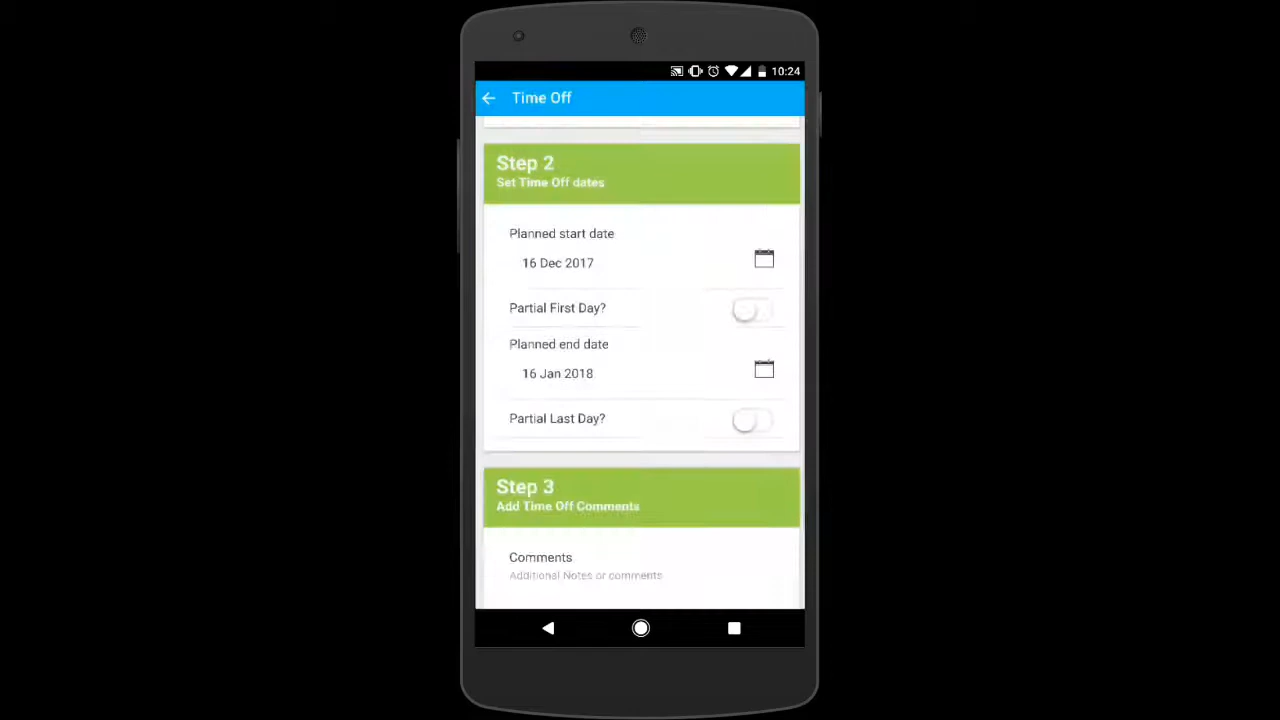 10:24
Time Off
Step 2
Set Time Off dates
Planned start date
16 Dec 2017
Partial First Day?
Planned end date
16 Jan 2018
Partial Last Day?
Step 3
Add Time Off Comments
Comments
Additional Notes or comments